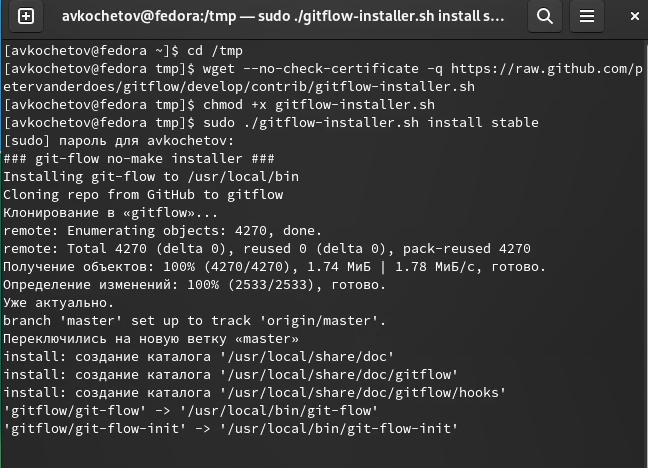 avkochetov@fedora:/tmp — sudo ./gitflow-installer.sh install s…
[avkochetov@fedora ~]$ cd /tmp
[avkochetov@fedora tmp]$ wget --no-check-certificate -q https://raw.github.com/p
etervanderdoes/gitflow/develop/contrib/gitflow-installer.sh
[avkochetov@fedora tmp]$ chmod +x gitflow-installer.sh
[avkochetov@fedora tmp]$ sudo ./gitflow-installer.sh install stable
[sudo] пароль для avkochetov:
### git-flow no-make installer ###
Installing git-flow to /usr/local/bin
Cloning repo from GitHub to gitflow
Клонирование в «gitflow»...
remote: Enumerating objects: 4270, done.
remote: Total 4270 (delta 0), reused 0 (delta 0), pack-reused 4270
Получение объектов: 100% (4270/4270), 1.74 МиБ | 1.78 МиБ/с, готово.
Определение изменений: 100% (2533/2533), готово.
Уже актуально.
branch 'master' set up to track 'origin/master'.
Переключились на новую ветку «master»
install: создание каталога '/usr/local/share/doc'
install: создание каталога '/usr/local/share/doc/gitflow'
install: создание каталога '/usr/local/share/doc/gitflow/hooks'
'gitflow/git-flow' -> '/usr/local/bin/git-flow'
'gitflow/git-flow-init' -> '/usr/local/bin/git-flow-init'